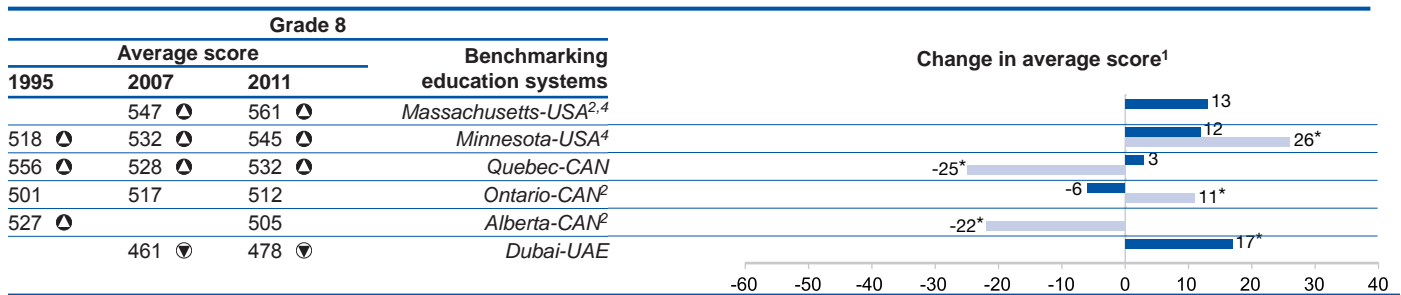 Grade 8
Average score
Benchmarking education systems
Change in average score¹
1995 2007 2011
547 561 Massachusetts-USA²,⁴ 13
518 532 545 Minnesota-USA⁴ 12
26*
556 528 532 Quebec-CAN 3
-25*
501 517 512 Ontario-CAN² -6
11*
527 505 Alberta-CAN² -22*
461 478 Dubai-UAE 17*
-60 -50 -40 -30 -20 -10 0 10 20 30 40